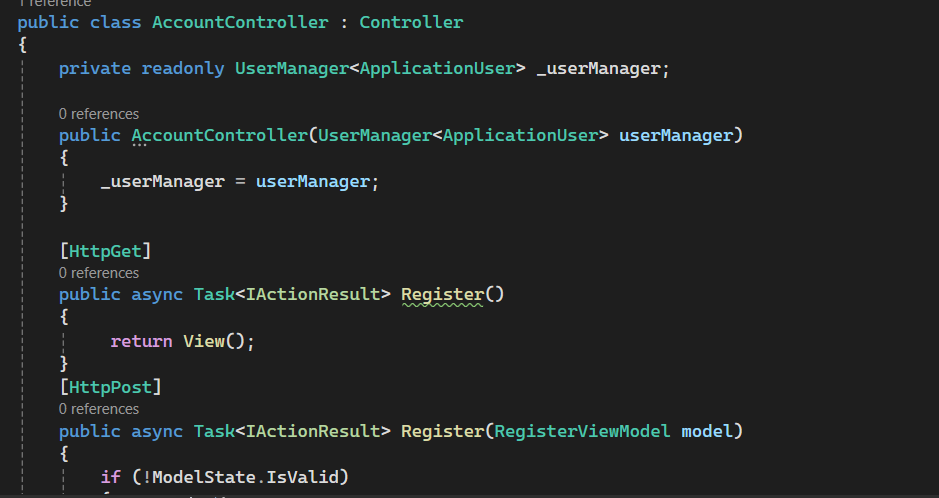 1 reference
public class AccountController : Controller
{
private readonly UserManager<ApplicationUser> _userManager;
0 references
public AccountController(UserManager<ApplicationUser> userManager)
{
_userManager = userManager;
}
[HttpGet]
0 references
public async Task<IActionResult> Register()
{
return View();
}
[HttpPost]
0 references
public async Task<IActionResult> Register(RegisterViewModel model)
{
if (!ModelState.IsValid)
{